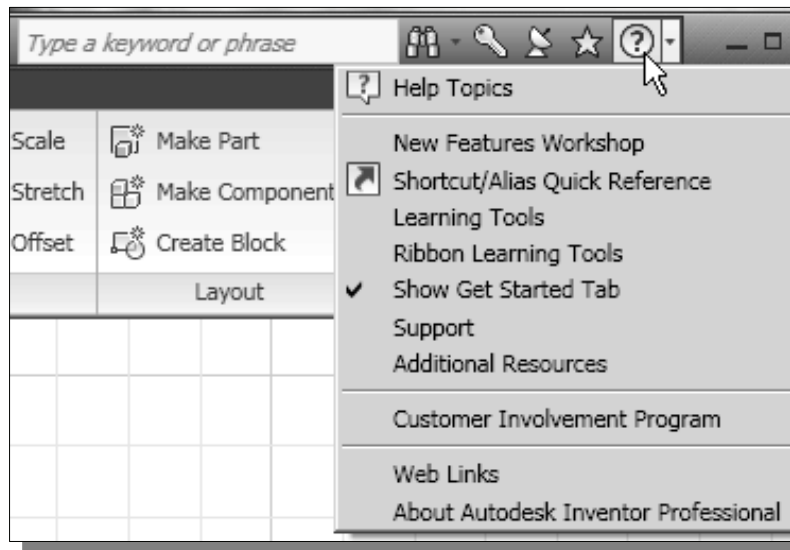 Type a keyword or phrase
Help Topics
Scale
Make Part
New Features Workshop
Stretch
Make Component
Shortcut/Alias Quick Reference
Learning Tools
Offset
Create Block
Ribbon Learning Tools
Layout
Show Get Started Tab
Support
Additional Resources
Customer Involvement Program
Web Links
About Autodesk Inventor Professional